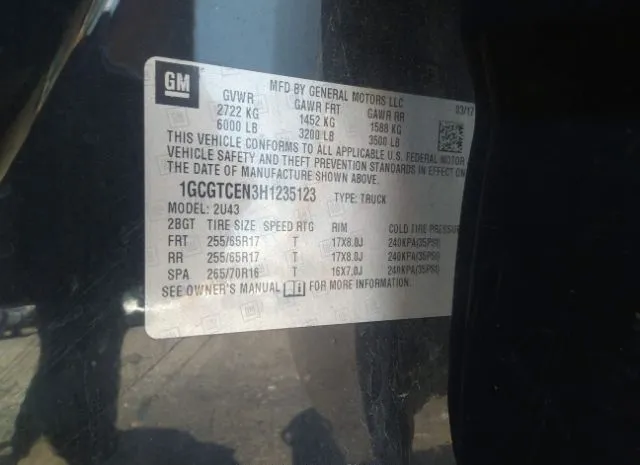 GM
MFD BY GENERAL MOTORS LLC
03/17
GVWR GAWR FRT GAWR RR
2722 KG 1452 KG 1588 KG
6000 LB 3200 LB 3500 LB
THIS VEHICLE CONFORMS TO ALL APPLICABLE U.S. FEDERAL MOTOR
VEHICLE SAFETY AND THEFT PREVENTION STANDARDS IN EFFECT ON
THE DATE OF MANUFACTURE SHOWN ABOVE.
1GCGTCEN3H1235123 TYPE: TRUCK
MODEL: 2U43
2BGT TIRE SIZE SPEED RTG RIM COLD TIRE PRESSUR
FRT 255/65R17 T 17X8.0J 240KPA(35PSI)
RR 255/65R17 T 17X8.0J 240KPA(35PSI)
SPA 265/70R16 T 16X7.0J 240KPA(35PSI)
SEE OWNER'S MANUAL FOR MORE INFORMATION.